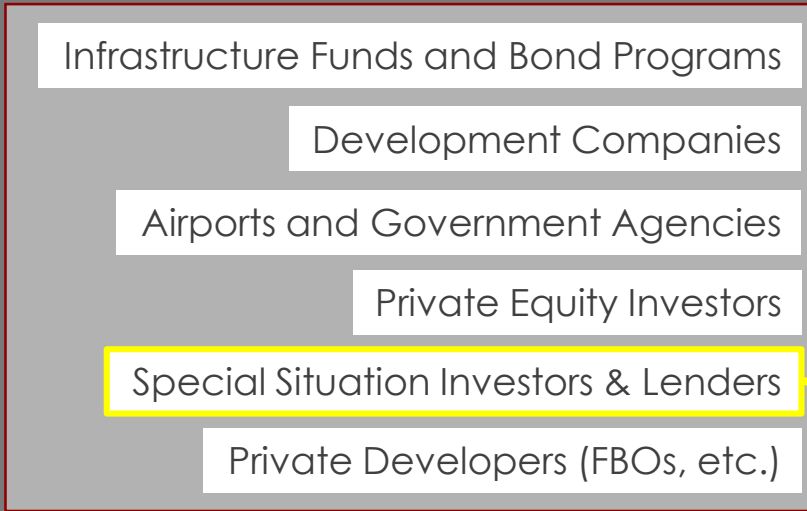 Infrastructure Funds and Bond Programs
Development Companies
Airports and Government Agencies
Private Equity Investors
Special Situation Investors & Lenders
Private Developers (FBOs, etc.)